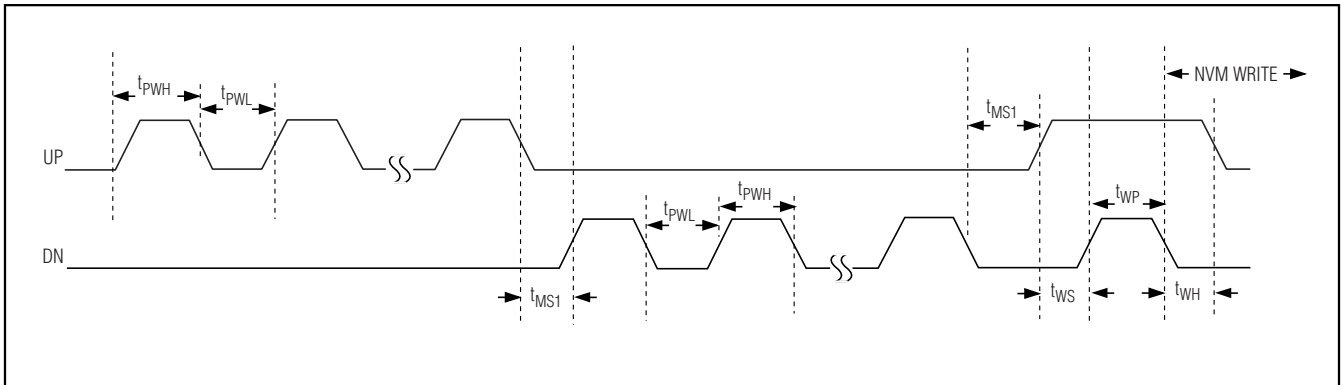 NVM WRITE
tPWH
tPWL
tMS1
UP
tPWL
tPWH
tWP
DN
tMS1
tWS
tWH